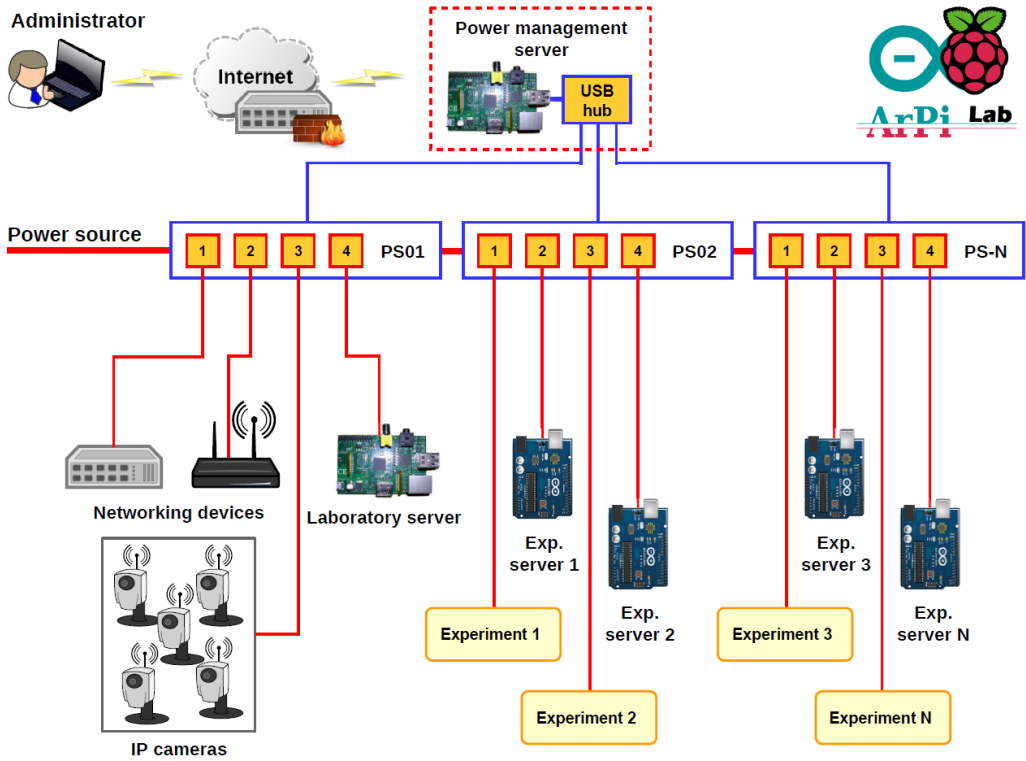 Administrator
Internet
Power management
server
USB
hub
ArPi Lab
Power source
1 2 3 4 PS01
1 2 3 4 PS02
1 2 3 4 PS-N
Networking devices
Laboratory server
IP cameras
Exp.
server 1
Exp.
server 2
Exp.
server 3
Exp.
server N
Experiment 1
Experiment 2
Experiment 3
Experiment N